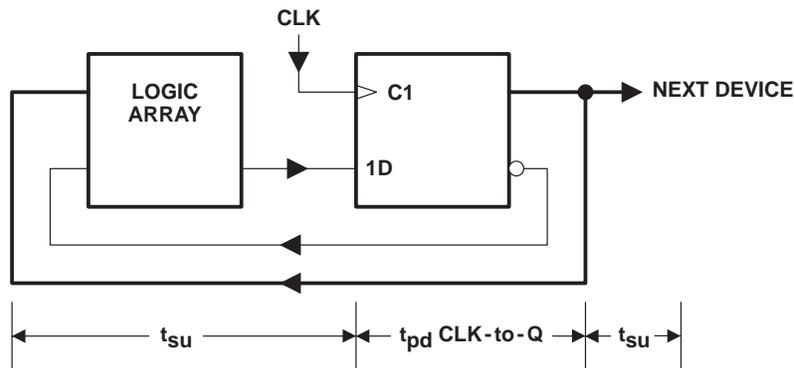 CLK
LOGIC
ARRAY
C1
NEXT DEVICE
1D
tsu
tpd CLK-to-Q
tsu